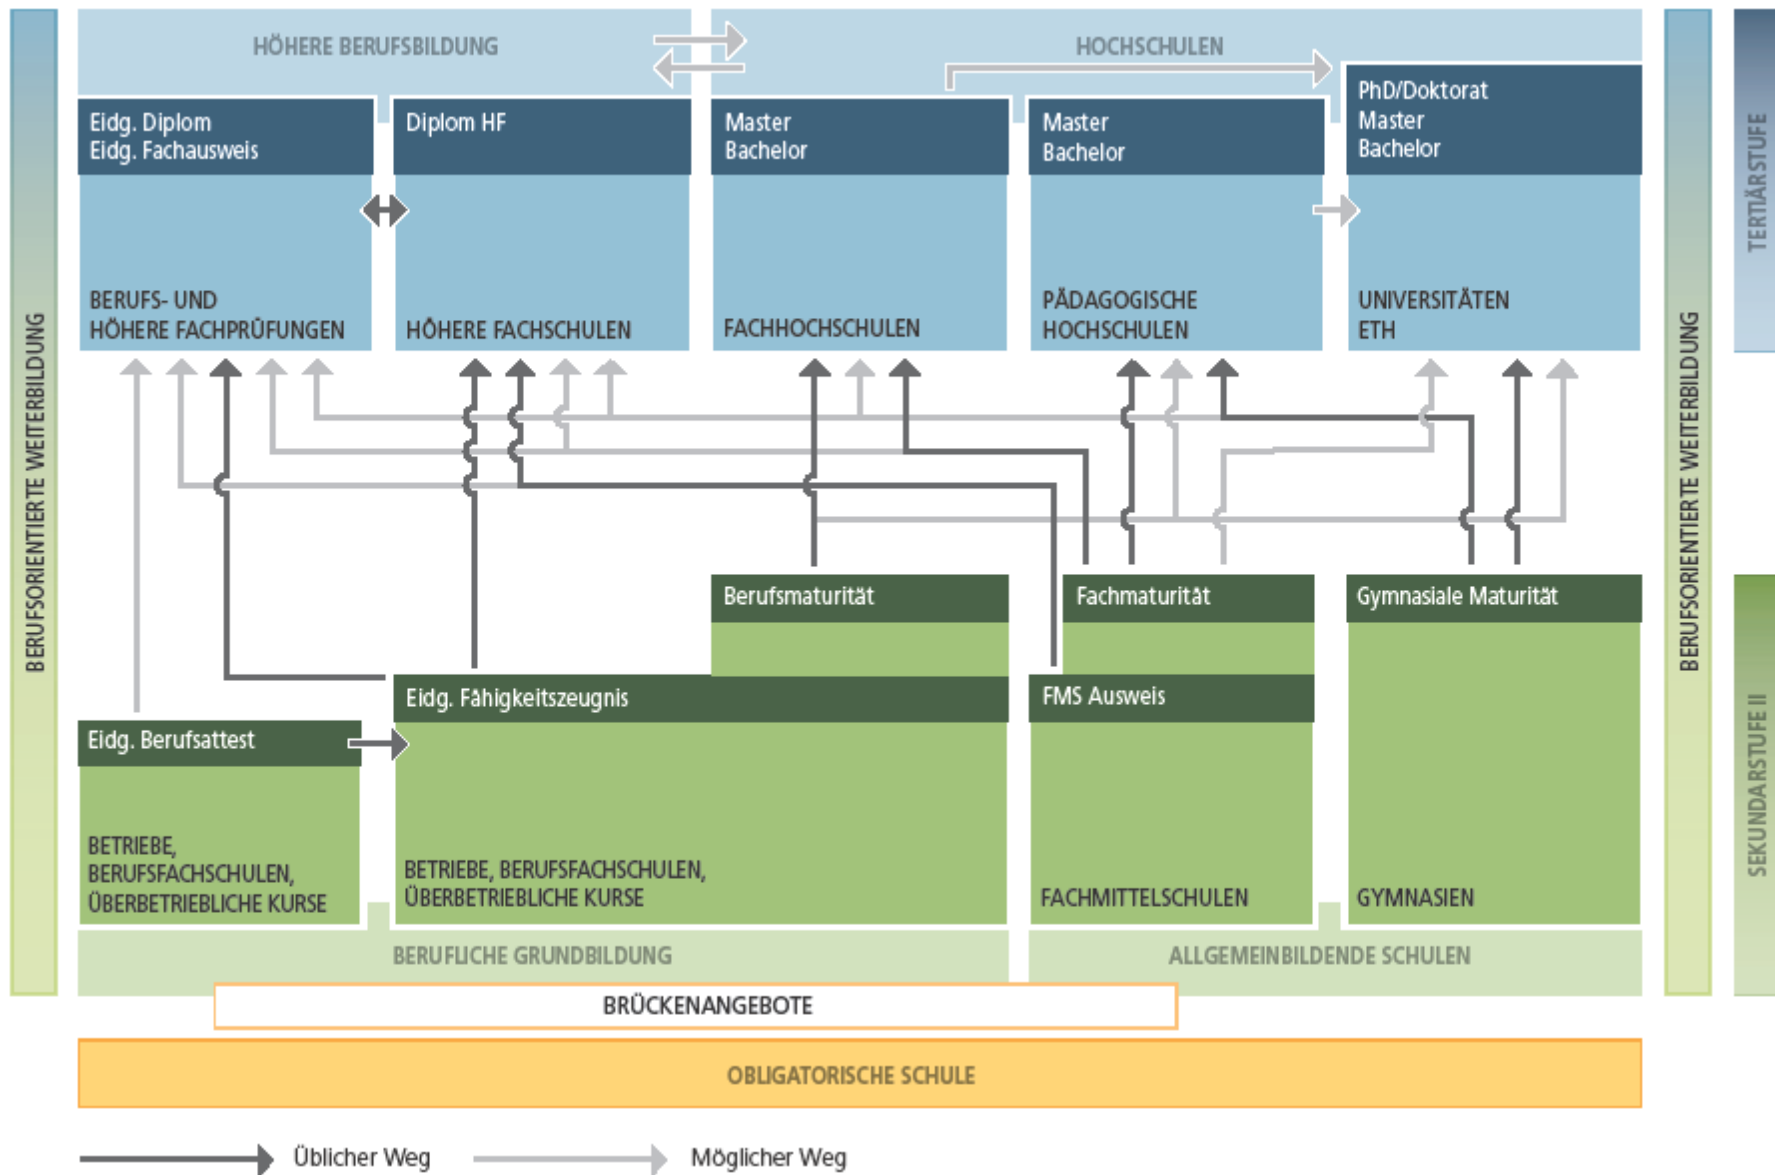 BERUFSORIENTIERTE WEITERBILDUNG
HÖHERE BERUFSBILDUNG
HOCHSCHULEN
Eidg. Diplom
Eidg. Fachausweis
BERUFS- UND
HÖHERE FACHPRÜFUNGEN
Diplom HF
HÖHERE FACHSCHULEN
Master
Bachelor
FACHHOCHSCHULEN
Master
Bachelor
PÄDAGOGISCHE
HOCHSCHULEN
PhD/Doktorat
Master
Bachelor
UNIVERSITÄTEN
ETH
BERUFSORIENTIERTE WEITERBILDUNG
TERTIÄRSTUFE
Berufsmaturität
Fachmaturität
Gymnasiale Maturität
Eidg. Fähigkeitszeugnis
FMS Ausweis
Eidg. Berufsattest
BETRIEBE,
BERUFSFACHSCHULEN,
ÜBERBETRIEBLICHE KURSE
BETRIEBE, BERUFSFACHSCHULEN,
ÜBERBETRIEBLICHE KURSE
FACHMITTELSCHULEN
GYMNASIEN
SEKUNDARSTUFE II
BERUFLICHE GRUNDBILDUNG
ALLGEMEINBILDENDE SCHULEN
BRÜCKENANGEBOTE
OBLIGATORISCHE SCHULE
Üblicher Weg
Möglicher Weg